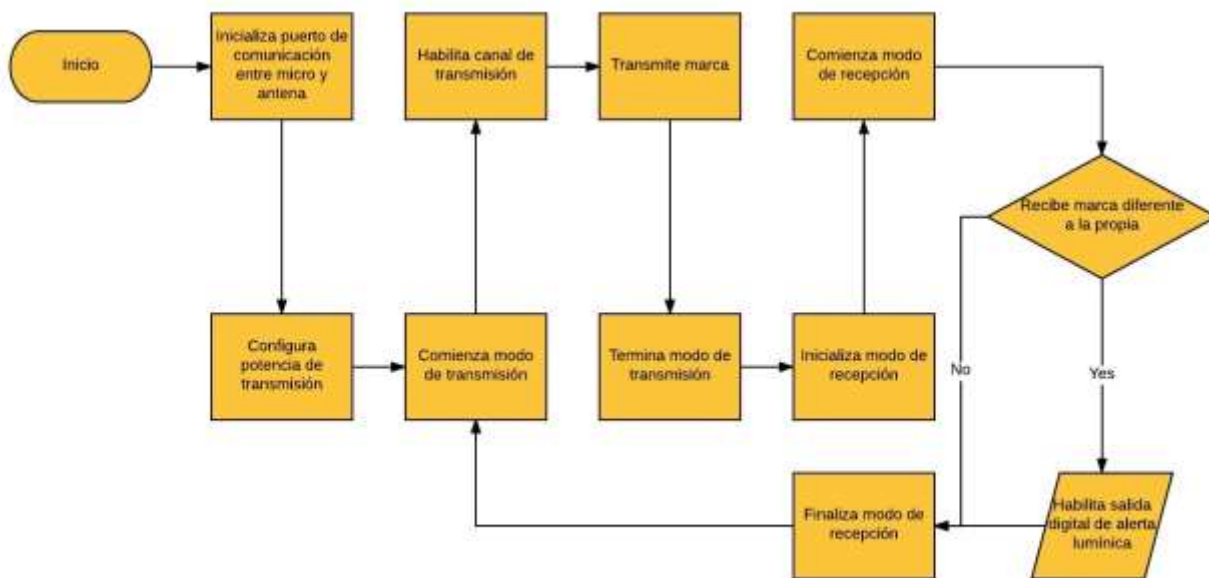 Inicio
Inicializa puerto de
comunicación
entre micro y
antena
Habilita canal de
transmisión
Transmite marca
Comienza modo
de recepción
Recibe marca diferente
a la propia
Configura
potencia de
transmisión
Comienza modo
de transmisión
Termina modo de
transmisión
Inicializa modo de
recepción
No
Yes
Finaliza modo de
recepción
Habilita salida
digital de alerta
lumínica